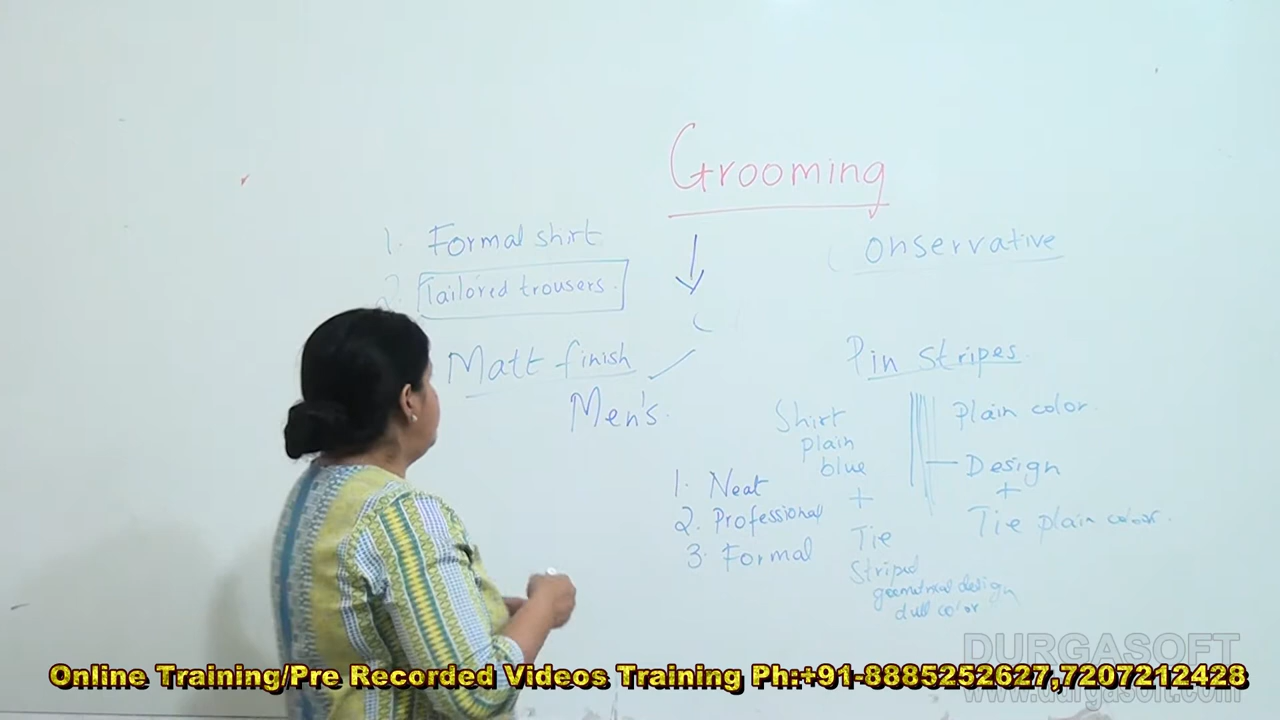 Grooming
1. Formal shirt
2. Tailored trousers.
Matt finish
Men's.
onservative
Pin stripes
Shirt
plain
blue
+
Tie
Striped
geometrical design
dull color
Plain color.
Design
+
Tie plain color.
1. Neat
2. Professional
3. Formal
DURGASOFT
www.durgasoft.com
Online Training/Pre Recorded Videos Training Ph:+91-8885252627,7207212428